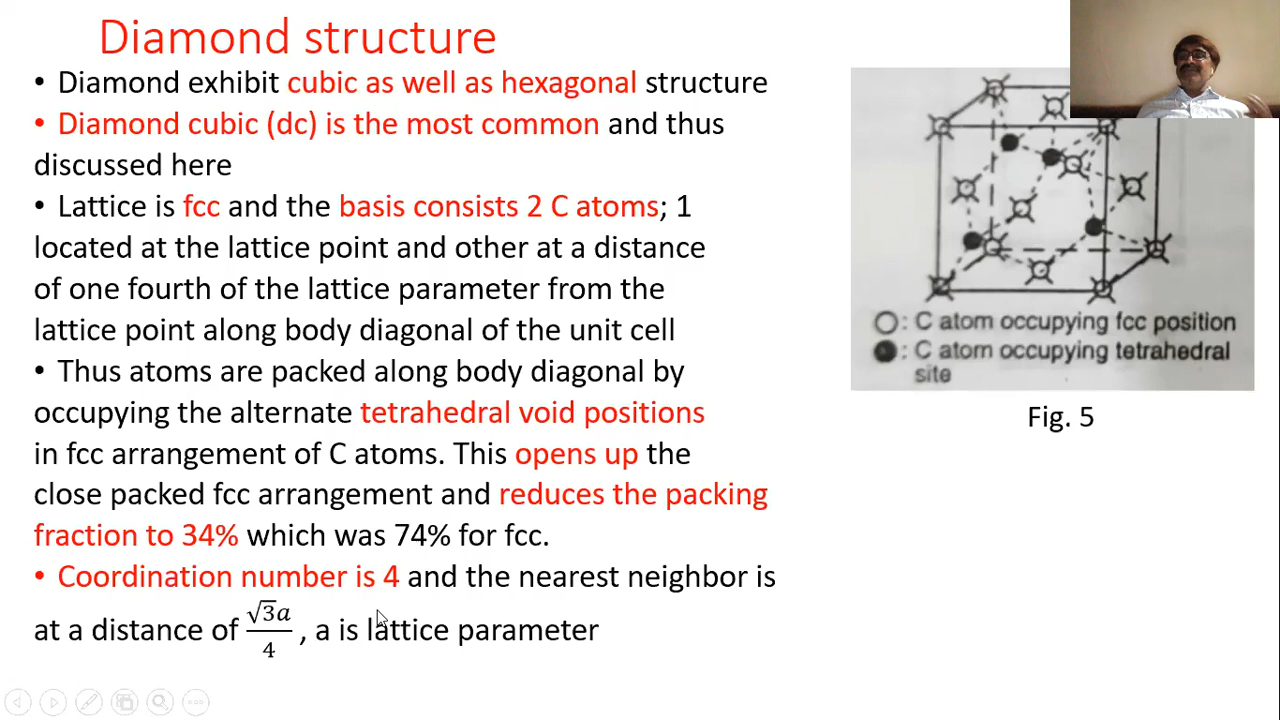 Diamond structure
• Diamond exhibit cubic as well as hexagonal structure
• Diamond cubic (dc) is the most common and thus
discussed here
• Lattice is fcc and the basis consists 2 C atoms; 1
located at the lattice point and other at a distance
of one fourth of the lattice parameter from the
lattice point along body diagonal of the unit cell
• Thus atoms are packed along body diagonal by
occupying the alternate tetrahedral void positions
in fcc arrangement of C atoms. This opens up the
close packed fcc arrangement and reduces the packing
fraction to 34% which was 74% for fcc.
• Coordination number is 4 and the nearest neighbor is
at a distance of √3a/4 , a is lattice parameter
: C atom occupying fcc position
: C atom occupying tetrahedral
site
Fig. 5